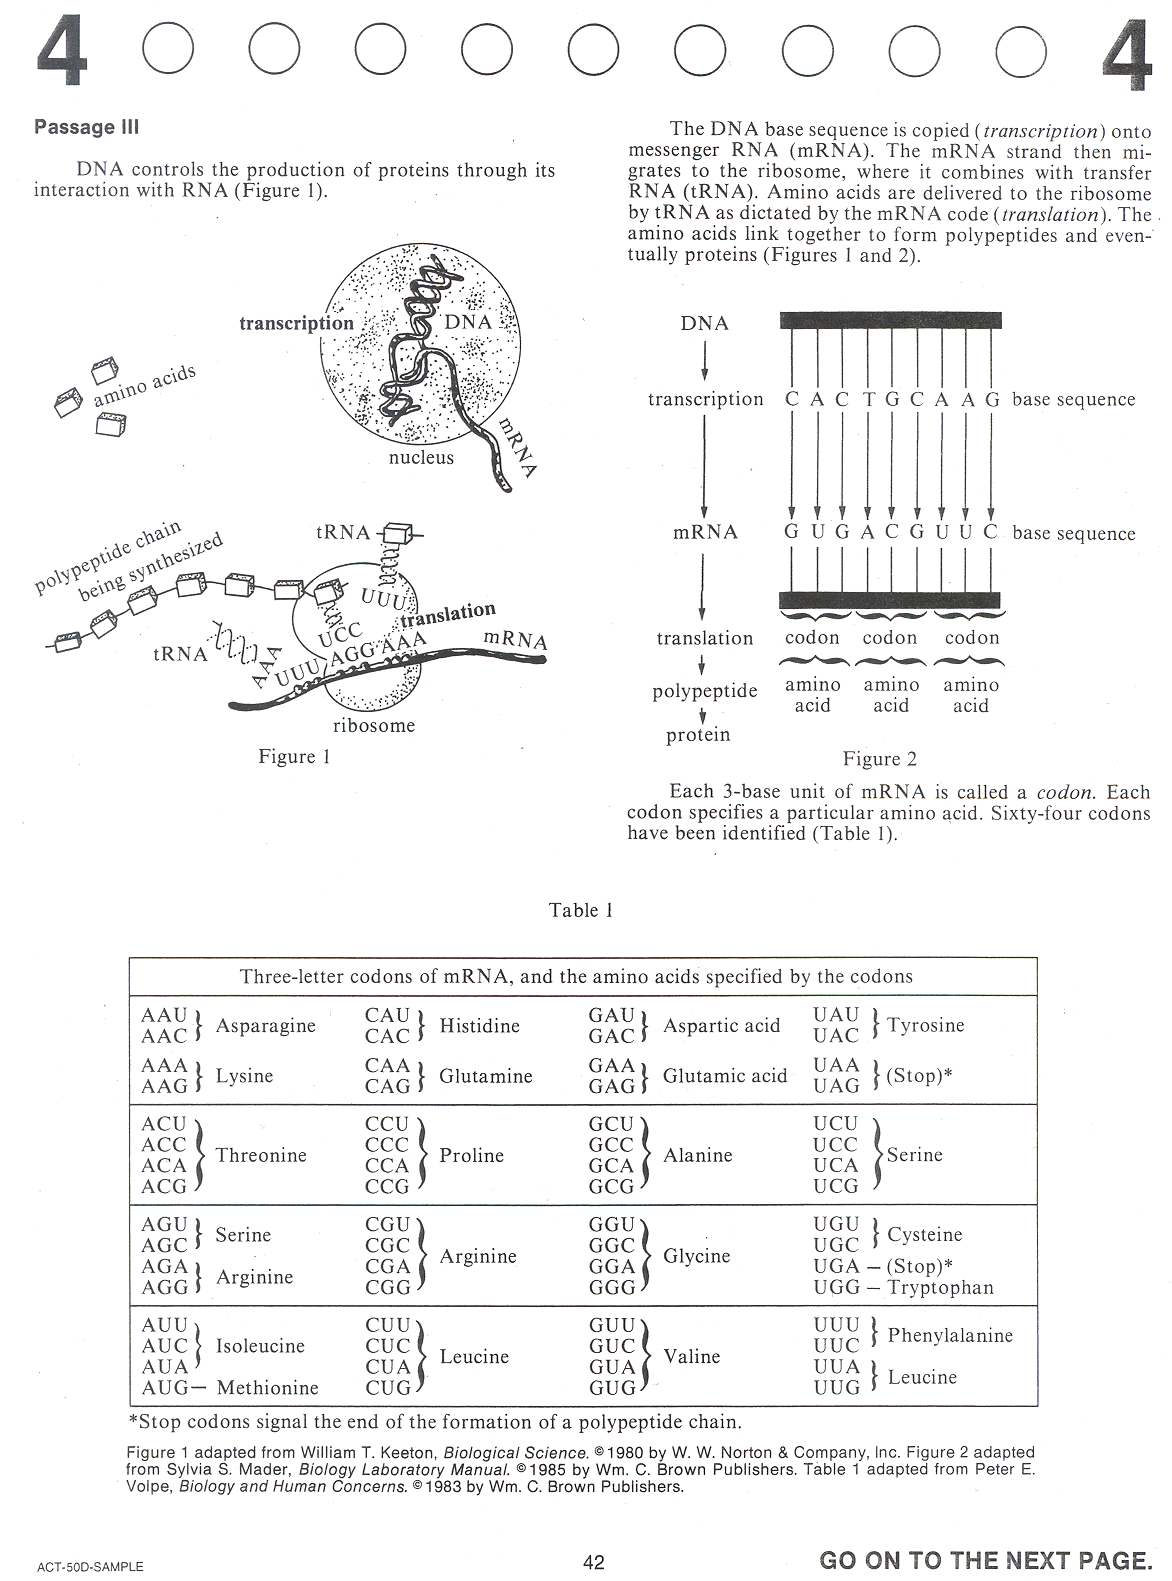 4 4
Passage III
DNA controls the production of proteins through its
interaction with RNA (Figure 1).
transcription
DNA
amino acids
mRNA
nucleus
tRNA
polypeptide chain
being synthesized
UUU
translation
UCC
mRNA
tRNA
AAA
UUU AGG AAA
ribosome
Figure 1
The DNA base sequence is copied (transcription) onto
messenger RNA (mRNA). The mRNA strand then mi-
grates to the ribosome, where it combines with transfer
RNA (tRNA). Amino acids are delivered to the ribosome
by tRNA as dictated by the mRNA code (translation). The
amino acids link together to form polypeptides and even-
tually proteins (Figures 1 and 2).
DNA
transcription C A C T G C A A G base sequence
mRNA G U G A C G U U C base sequence
translation codon codon codon
polypeptide amino acid amino acid amino acid
protein
Figure 2
Each 3-base unit of mRNA is called a codon. Each
codon specifies a particular amino acid. Sixty-four codons
have been identified (Table 1).
Table 1
Three-letter codons of mRNA, and the amino acids specified by the codons
AAU
AAC Asparagine
CAU
CAC Histidine
GAU
GAC Aspartic acid
UAU
UAC Tyrosine
AAA
AAG Lysine
CAA
CAG Glutamine
GAA
GAG Glutamic acid
UAA
UAG (Stop)*
ACU
ACC
ACA
ACG Threonine
CCU
CCC
CCA
CCG Proline
GCU
GCC
GCA
GCG Alanine
UCU
UCC
UCA
UCG Serine
AGU
AGC Serine
AGA
AGG Arginine
CGU
CGC
CGA
CGG Arginine
GGU
GGC
GGA
GGG Glycine
UGU
UGC Cysteine
UGA – (Stop)*
UGG – Tryptophan
AUU
AUC
AUA Isoleucine
AUG – Methionine
CUU
CUC
CUA
CUG Leucine
GUU
GUC
GUA
GUG Valine
UUU
UUC Phenylalanine
UUA
UUG Leucine
*Stop codons signal the end of the formation of a polypeptide chain.
Figure 1 adapted from William T. Keeton, Biological Science. ©1980 by W. W. Norton & Company, Inc. Figure 2 adapted
from Sylvia S. Mader, Biology Laboratory Manual. ©1985 by Wm. C. Brown Publishers. Table 1 adapted from Peter E.
Volpe, Biology and Human Concerns. ©1983 by Wm. C. Brown Publishers.
ACT-50D-SAMPLE 42 GO ON TO THE NEXT PAGE.